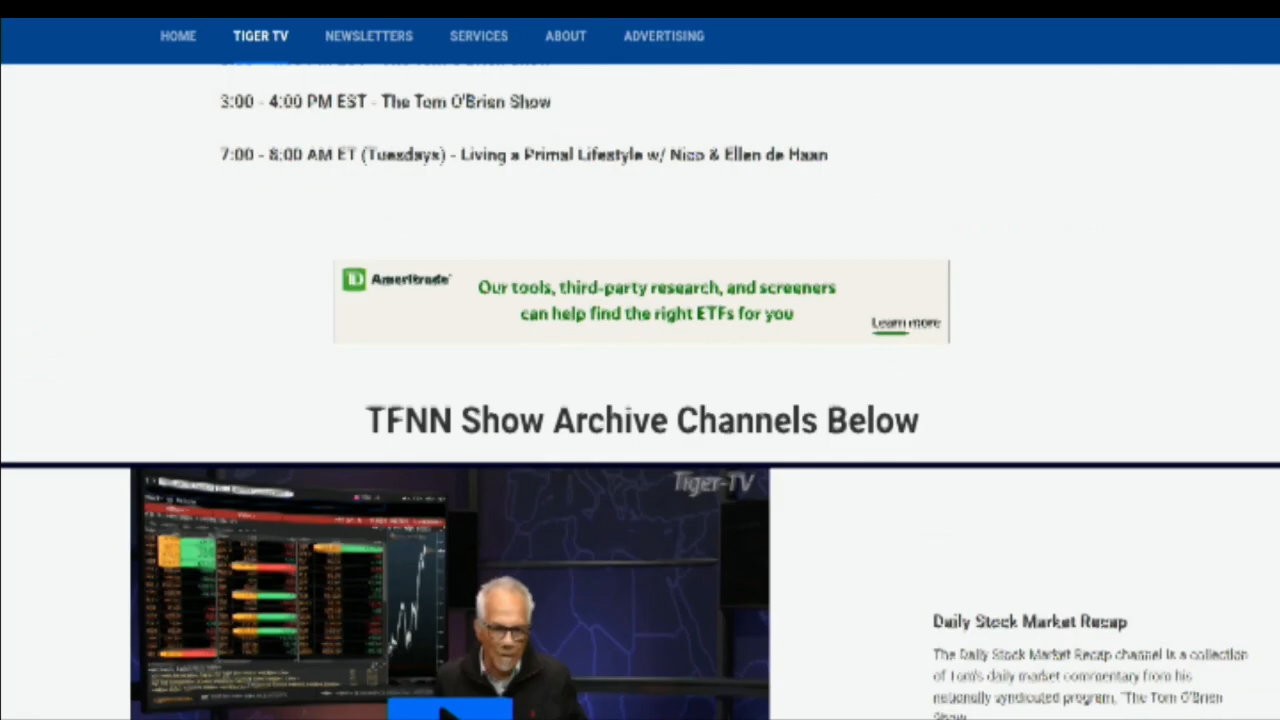 HOME TIGER TV NEWSLETTERS SERVICES ABOUT ADVERTISING
3:00 - 4:00 PM EST - The Tom O'Brien Show
7:00 - 8:00 AM ET (Tuesdays) - Living a Primal Lifestyle w/ Nico & Ellen de Haan
TD Ameritrade
Our tools, third-party research, and screeners
can help find the right ETFs for you
Learn more
TFNN Show Archive Channels Below
Tiger-TV
Daily Stock Market Recap
The Daily Stock Market Recap channel is a collection
of Tom's daily market commentary from his
nationally syndicated program, "The Tom O'Brien
Show